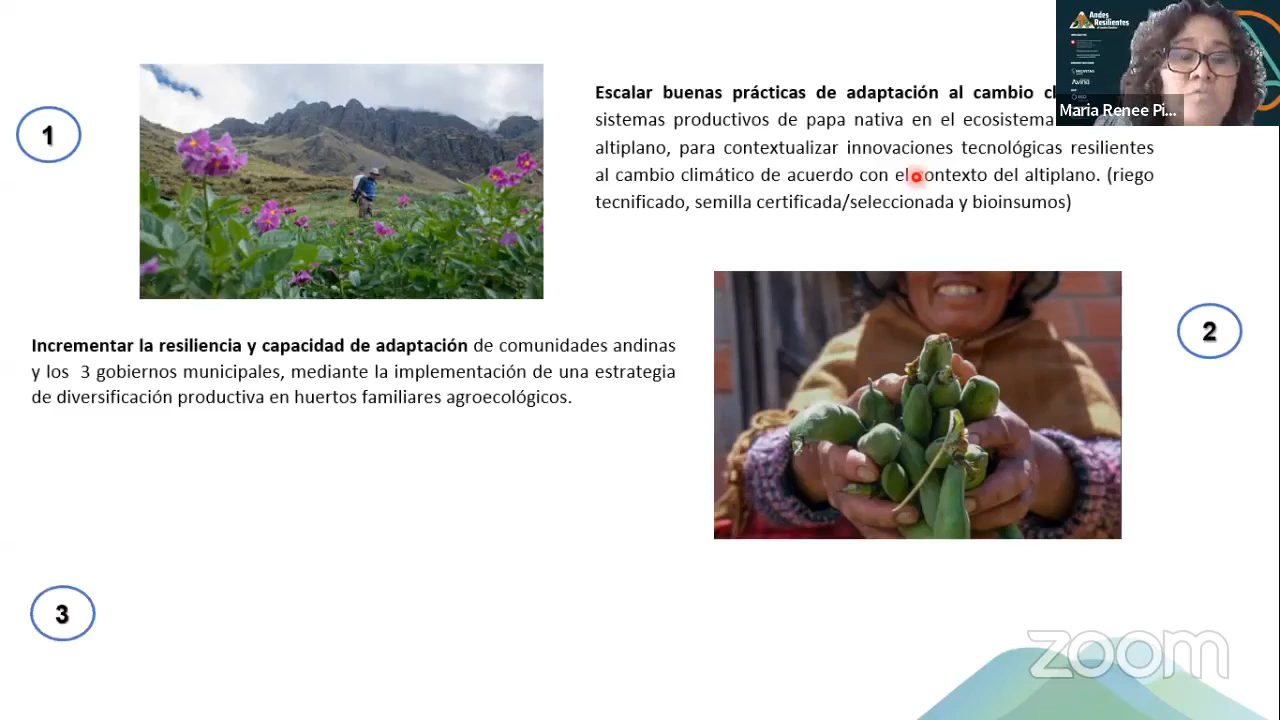 1
Escalar buenas prácticas de adaptación al cambio
sistemas productivos de papa nativa en el ecosistema
altiplano, para contextualizar innovaciones tecnológicas resilientes
al cambio climático de acuerdo con el contexto del altiplano. (riego
tecnificado, semilla certificada/seleccionada y bioinsumos)
Andes
Resilientes
Avina
Maria Renee Pi...
2
Incrementar la resiliencia y capacidad de adaptación de comunidades andinas
y los 3 gobiernos municipales, mediante la implementación de una estrategia
de diversificación productiva en huertos familiares agroecológicos.
3
zoom